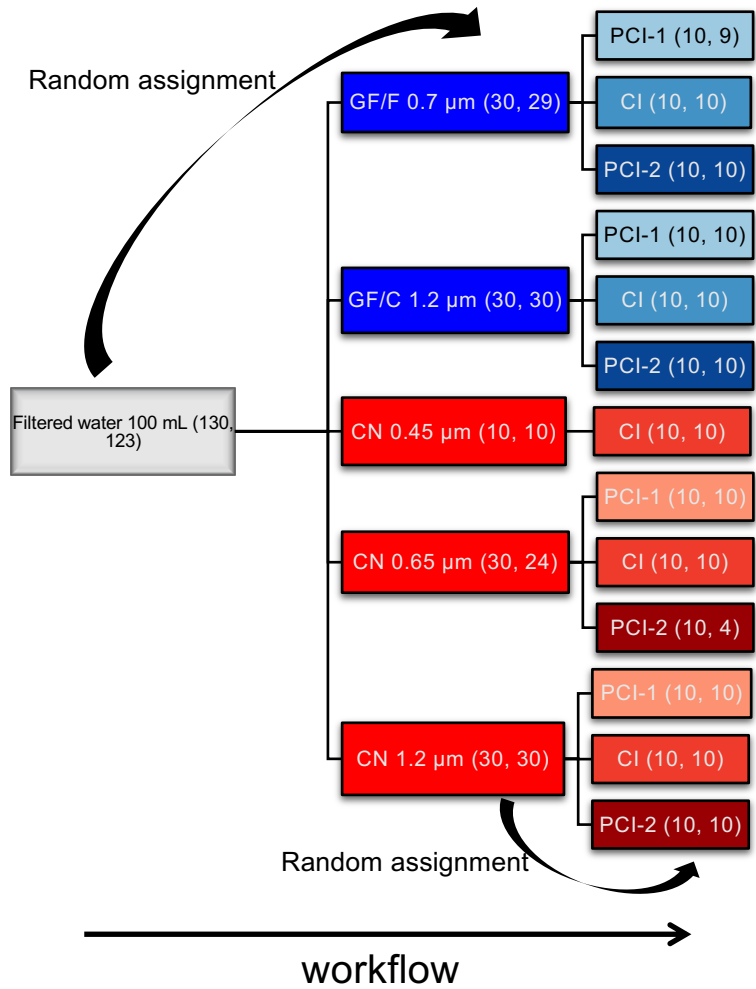 Random assignment
PCI-1 (10, 9)
GF/F 0.7 µm (30, 29)
CI (10, 10)
PCI-2 (10, 10)
PCI-1 (10, 10)
GF/C 1.2 µm (30, 30)
CI (10, 10)
PCI-2 (10, 10)
Filtered water 100 mL (130,
123)
CN 0.45 µm (10, 10)
CI (10, 10)
PCI-1 (10, 10)
CN 0.65 µm (30, 24)
CI (10, 10)
PCI-2 (10, 4)
PCI-1 (10, 10)
CN 1.2 µm (30, 30)
CI (10, 10)
PCI-2 (10, 10)
Random assignment
workflow